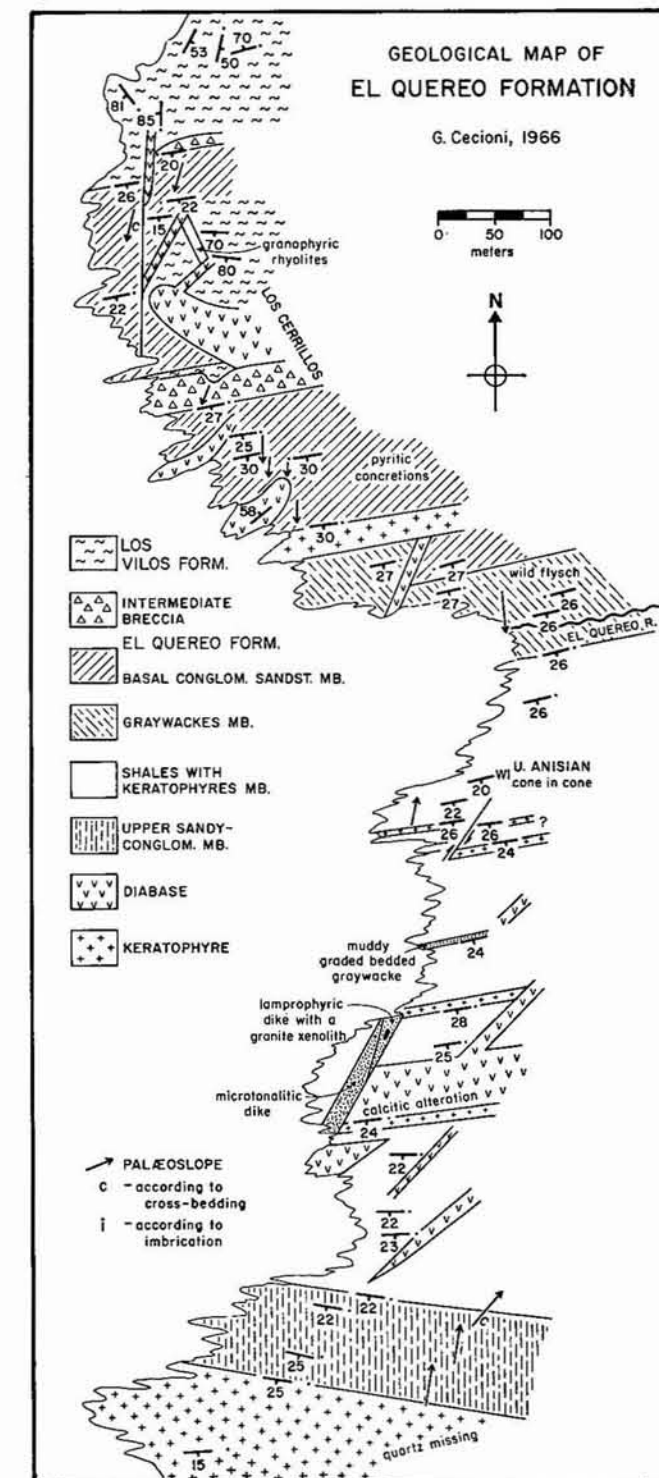 GEOLOGICAL MAP OF
EL QUEREO FORMATION
G. Cecioni, 1966
0 50 100
meters
N
53
70
50
81
85
20
26
c
22
15
70
granophyric
rhyolites
80
22
LOS CERRILLOS
27
25
30
30
pyritic
concretions
58
30
27
27
wild flysch
27
26
26
EL QUEREO R.
26
26
LOS
VILOS FORM.
INTERMEDIATE
BRECCIA
EL QUEREO FORM.
BASAL CONGLOM. SANDST. MB.
GRAYWACKES MB.
SHALES WITH
KERATOPHYRES MB.
UPPER SANDY-
CONGLOM. MB.
DIABASE
KERATOPHYRE
U. ANISIAN
20 cone in cone
22
26
26
?
24
muddy
graded bedded
graywacke
24
lamprophyric
dike with a
granite xenolith
28
25
microtonalitic
dike
calcitic alteration
24
22
PALÆOSLOPE
c - according to
cross-bedding
i - according to
imbrication
22
23
22
22
c
25
25
quartz missing
15